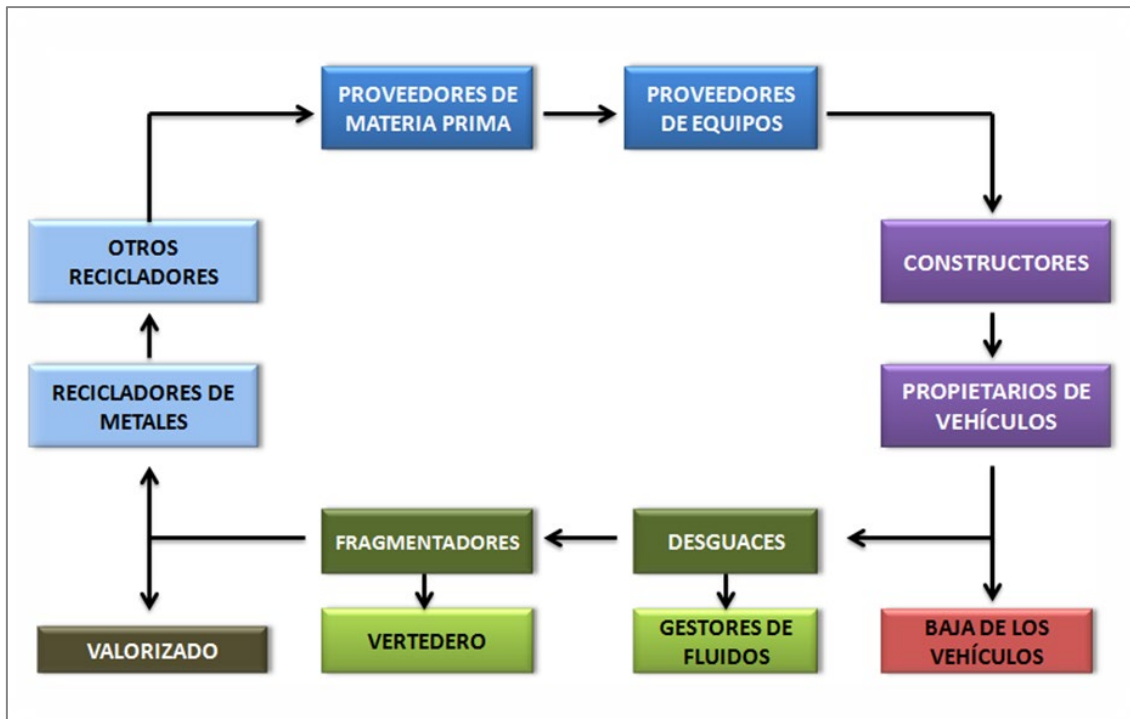 PROVEEDORES DE
MATERIA PRIMA
PROVEEDORES
DE EQUIPOS
OTROS
RECICLADORES
CONSTRUCTORES
RECICLADORES DE
METALES
PROPIETARIOS DE
VEHÍCULOS
FRAGMENTADORES
DESGUACES
VALORIZADO
VERTEDERO
GESTORES DE
FLUIDOS
BAJA DE LOS
VEHÍCULOS